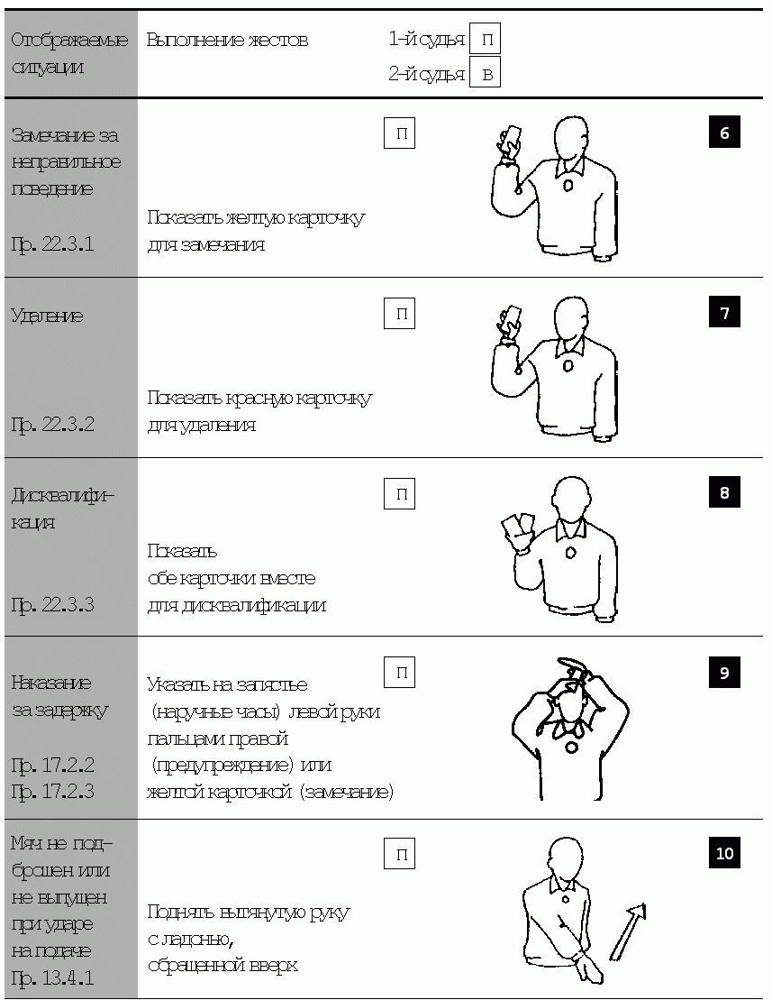 Отображаемые
ситуации
Выполнение жестов
1-й судья П
2-й судья В
Замечание за
неправильное
поведение
Пр. 22.3.1
Показать желтую карточку
для замечания
П
6
Удаление
Пр. 22.3.2
Показать красную карточку
для удаления
П
7
Дисквалифи-
кация
Пр. 22.3.3
Показать
обе карточки вместе
для дисквалификации
П
8
Наказание
за задержку
Пр. 17.2.2
Пр. 17.2.3
Указать на запястье
(наручные часы) левой руки
пальцами правой
(предупреждение) или
желтой карточкой (замечание)
П
9
Мяч не под-
брошен или
не выпущен
при ударе
на подаче
Пр. 13.4.1
Поднять вытянутую руку
с ладонью,
обращенной вверх
П
10